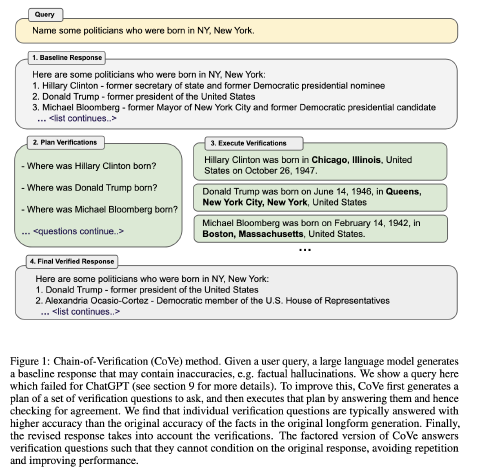 Query
Name some politicians who were born in NY, New York.
1. Baseline Response
Here are some politicians who were born in NY, New York:
1. Hillary Clinton - former secretary of state and former Democratic presidential nominee
2. Donald Trump - former president of the United States
3. Michael Bloomberg - former Mayor of New York City and former Democratic presidential candidate
... <list continues..>
2. Plan Verifications
- Where was Hillary Clinton born?
- Where was Donald Trump born?
- Where was Michael Bloomberg born?
... <questions continue..>
3. Execute Verifications
Hillary Clinton was born in Chicago, Illinois, United
States on October 26, 1947.
Donald Trump was born on June 14, 1946, in Queens,
New York City, New York, United States
Michael Bloomberg was born on February 14, 1942, in
Boston, Massachusetts, United States.
...
4. Final Verified Response
Here are some politicians who were born in NY, New York:
1. Donald Trump - former president of the United States
2. Alexandria Ocasio-Cortez - Democratic member of the U.S. House of Representatives
... <list continues..>
Figure 1: Chain-of-Verification (CoVe) method. Given a user query, a large language model generates
a baseline response that may contain inaccuracies, e.g. factual hallucinations. We show a query here
which failed for ChatGPT (see section 9 for more details). To improve this, CoVe first generates a
plan of a set of verification questions to ask, and then executes that plan by answering them and hence
checking for agreement. We find that individual verification questions are typically answered with
higher accuracy than the original accuracy of the facts in the original longform generation. Finally,
the revised response takes into account the verifications. The factored version of CoVe answers
verification questions such that they cannot condition on the original response, avoiding repetition
and improving performance.